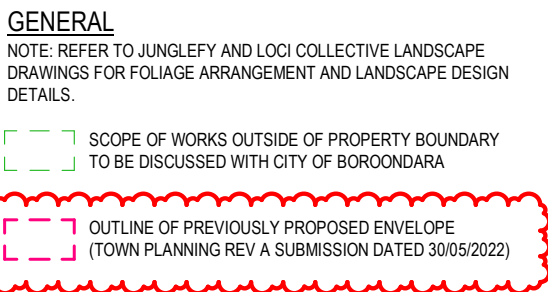 GENERAL
NOTE: REFER TO JUNGLEFY AND LOCI COLLECTIVE LANDSCAPE
DRAWINGS FOR FOLIAGE ARRANGEMENT AND LANDSCAPE DESIGN
DETAILS.
SCOPE OF WORKS OUTSIDE OF PROPERTY BOUNDARY
TO BE DISCUSSED WITH CITY OF BOROONDARA
OUTLINE OF PREVIOUSLY PROPOSED ENVELOPE
(TOWN PLANNING REV A SUBMISSION DATED 30/05/2022)